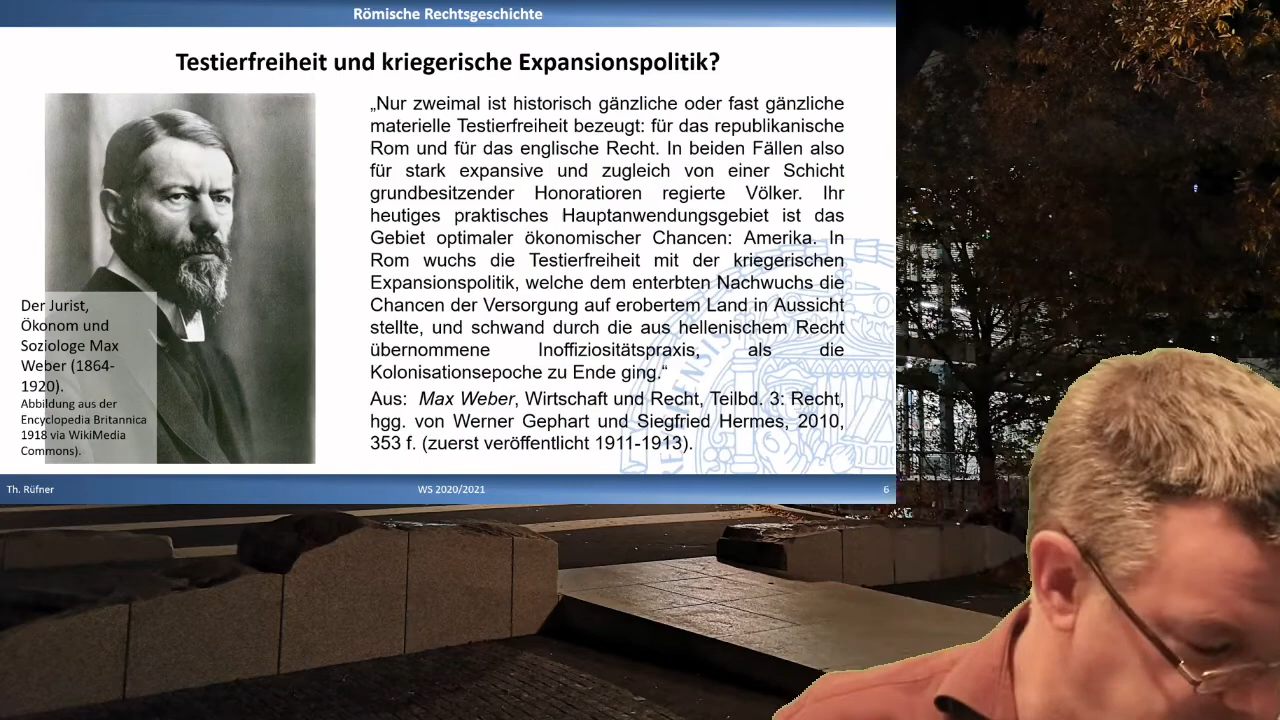 Römische Rechtsgeschichte
Testierfreiheit und kriegerische Expansionspolitik?
„Nur zweimal ist historisch gänzliche oder fast gänzliche
materielle Testierfreiheit bezeugt: für das republikanische
Rom und für das englische Recht. In beiden Fällen also
für stark expansive und zugleich von einer Schicht
grundbesitzender Honoratioren regierte Völker. Ihr
heutiges praktisches Hauptanwendungsgebiet ist das
Gebiet optimaler ökonomischer Chancen: Amerika. In
Rom wuchs die Testierfreiheit mit der kriegerischen
Expansionspolitik, welche dem enterbten Nachwuchs die
Chancen der Versorgung auf erobertem Land in Aussicht
stellte, und schwand durch die aus hellenischem Recht
übernommene Inoffiziositätspraxis, als die
Kolonisationsepoche zu Ende ging.“
Aus: Max Weber, Wirtschaft und Recht, Teilbd. 3: Recht,
hgg. von Werner Gephart und Siegfried Hermes, 2010,
353 f. (zuerst veröffentlicht 1911-1913).
Der Jurist,
Ökonom und
Soziologe Max
Weber (1864-
1920).
Abbildung aus der
Encyclopedia Britannica
1918 via WikiMedia
Commons).
Th. Rüfner
WS 2020/2021
6